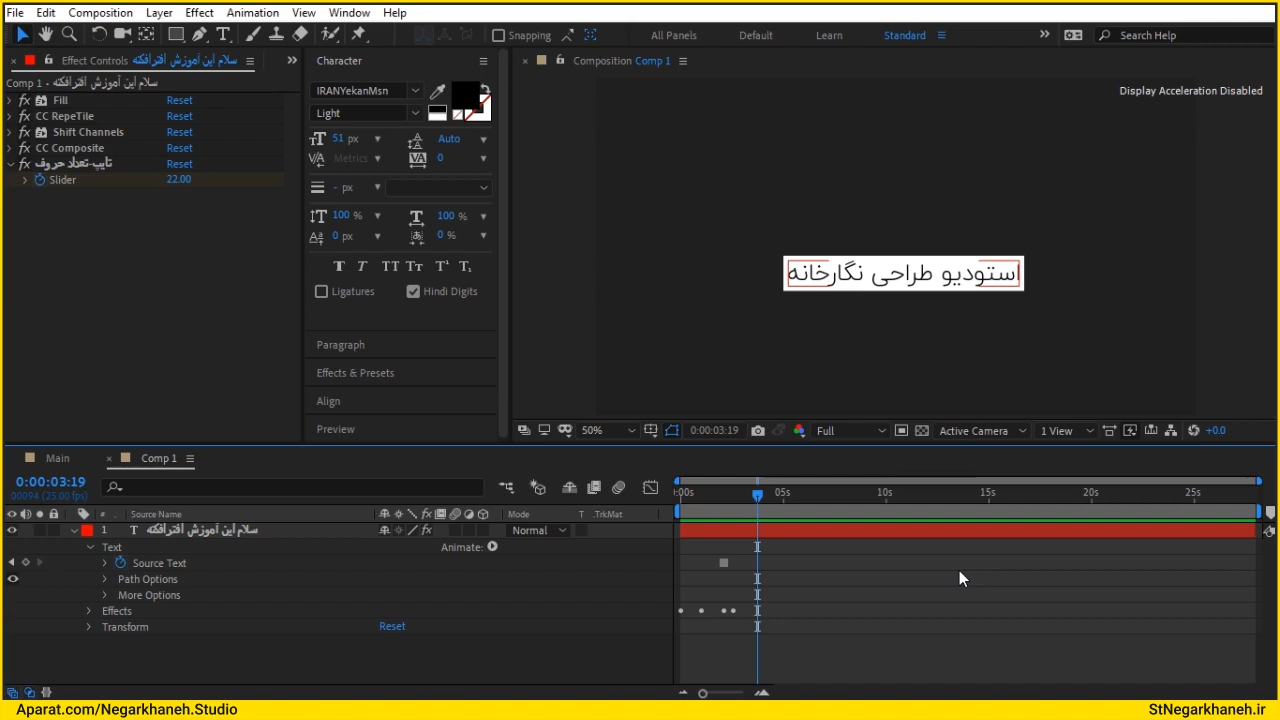 File Edit Composition Layer Effect Animation View Window Help
Snapping All Panels Default Learn Standard Search Help
Effect Controls سلام این آموزش افترافکته
Comp 1 - سلام این آموزش افترافکته
fx Fill Reset
fx CC RepeTile Reset
fx Shift Channels Reset
fx CC Composite Reset
fx تایپ-تعداد حروف Reset
Slider 22.00
Character
IRANYekanMsn
Light
51 px Auto
Metrics 0
- px
100 % 100 %
0 px 0 %
T T TT Tт T¹ T₁
Ligatures Hindi Digits
Paragraph
Effects & Presets
Align
Preview
Composition Comp 1
Display Acceleration Disabled
استودیو طراحی نگارخانه
50% 0:00:03:19 Full Active Camera 1 View +0.0
Main Comp 1
0:00:03:19
00094 (25.00 fps)
:00s 05s 10s 15s 20s 25s
# Source Name Mode T .TrkMat
1 T سلام این آموزش افترافکته Normal
Text Animate:
Source Text
Path Options
More Options
Effects
Transform Reset
Aparat.com/Negarkhaneh.Studio StNegarkhaneh.ir